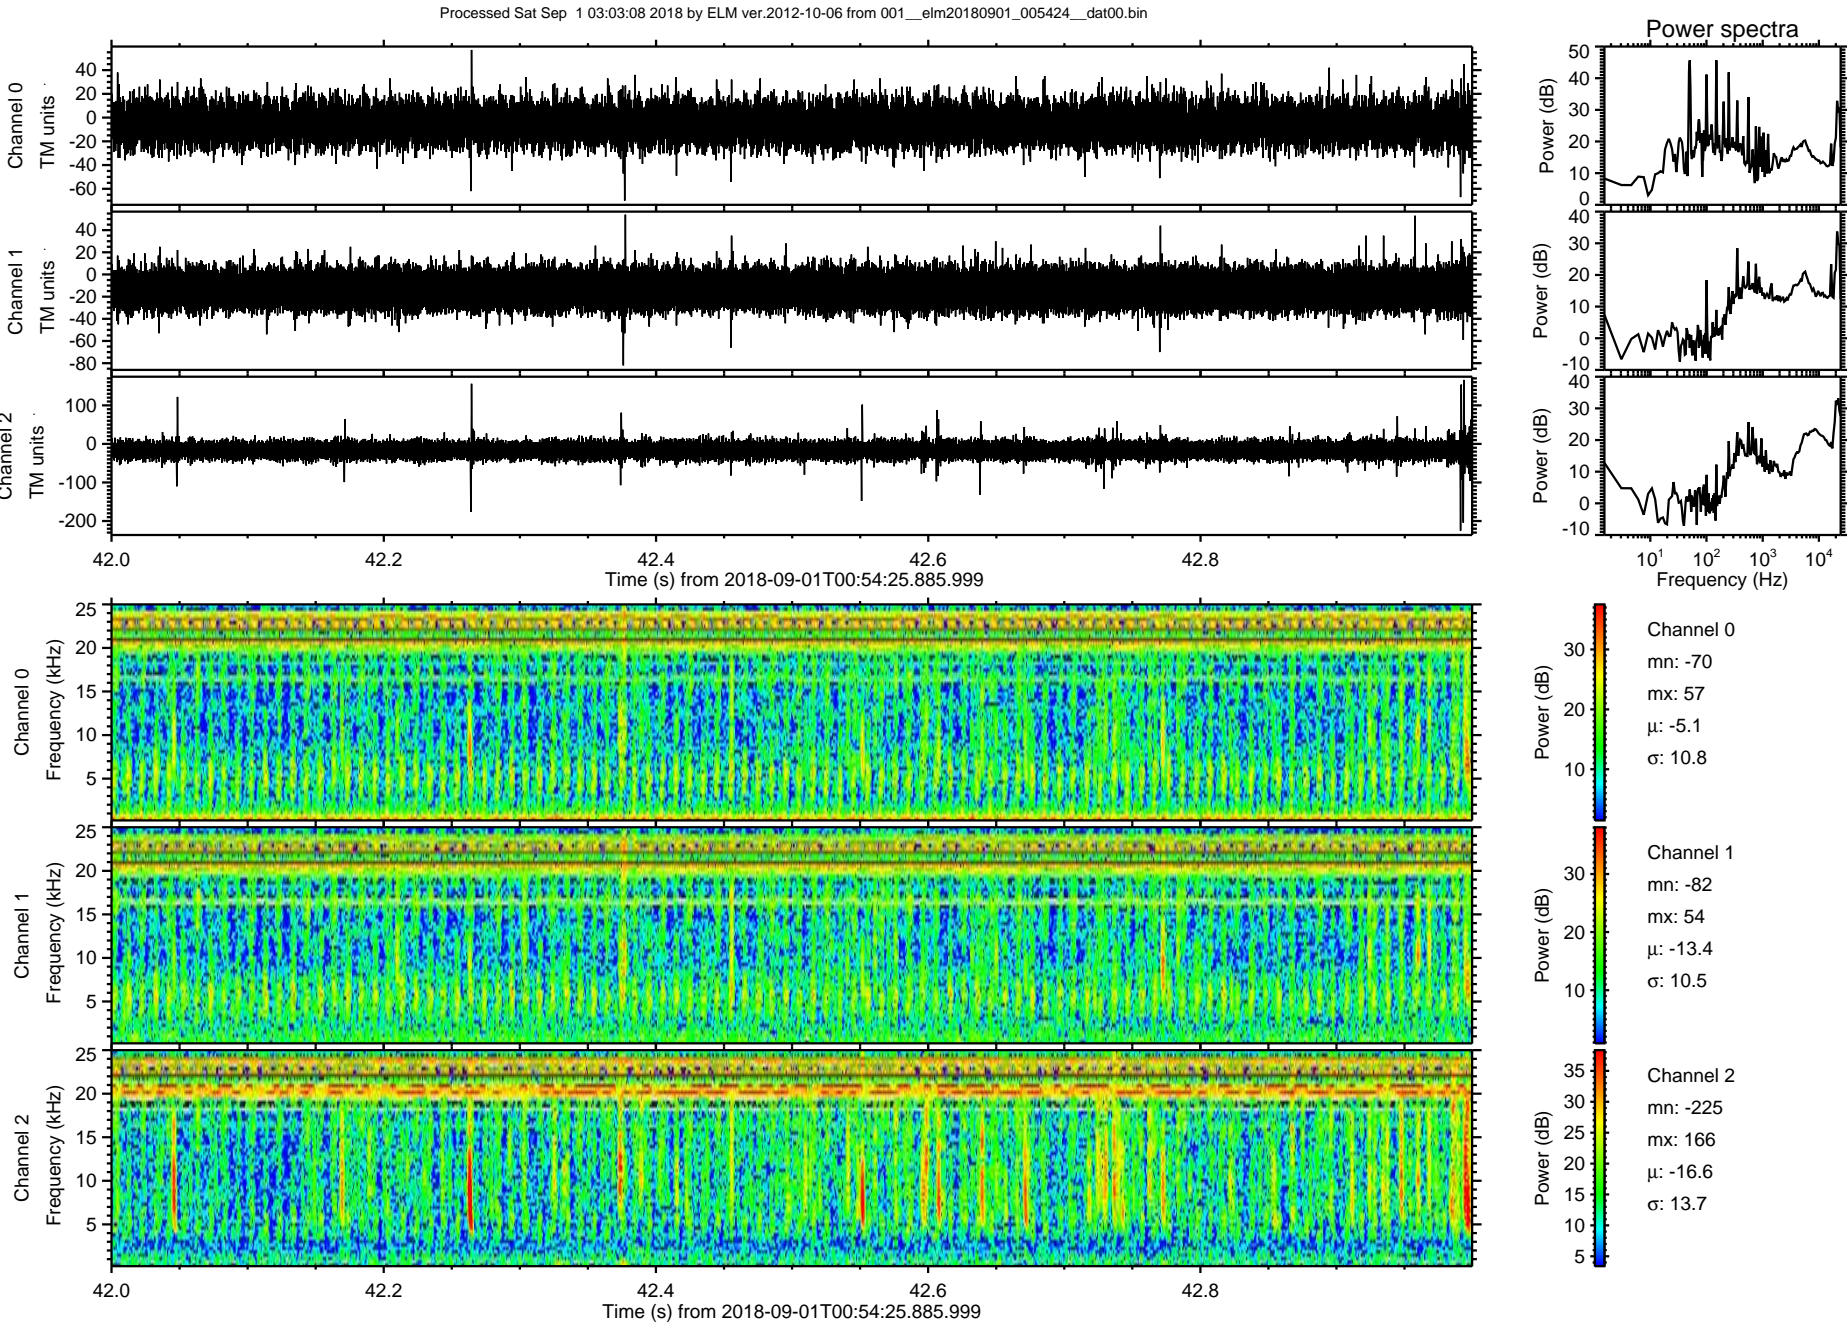 Processed Sat Sep  1 03:03:08 2018 by ELM ver.2012-10-06 from 001__elm20180901_005424__dat00.bin
Power spectra
Channel 0
TM units
40
20
0
-20
-40
-60
Power (dB)
50
40
30
20
10
0
Channel 1
TM units
40
20
0
-20
-40
-60
-80
Power (dB)
40
30
20
10
0
-10
Channel 2
TM units
100
0
-100
-200
Power (dB)
40
30
20
10
0
-10
42.0 42.2 42.4 42.6 42.8
Time (s) from 2018-09-01T00:54:25.885.999
10¹ 10² 10³ 10⁴
Frequency (Hz)
Channel 0
Frequency (kHz)
25
20
15
10
5
Power (dB)
30
20
10
Channel 0
mn: -70
mx: 57
μ: -5.1
σ: 10.8
Channel 1
Frequency (kHz)
25
20
15
10
5
Power (dB)
30
20
10
Channel 1
mn: -82
mx: 54
μ: -13.4
σ: 10.5
Channel 2
Frequency (kHz)
25
20
15
10
5
Power (dB)
35
30
25
20
15
10
5
Channel 2
mn: -225
mx: 166
μ: -16.6
σ: 13.7
42.0 42.2 42.4 42.6 42.8
Time (s) from 2018-09-01T00:54:25.885.999